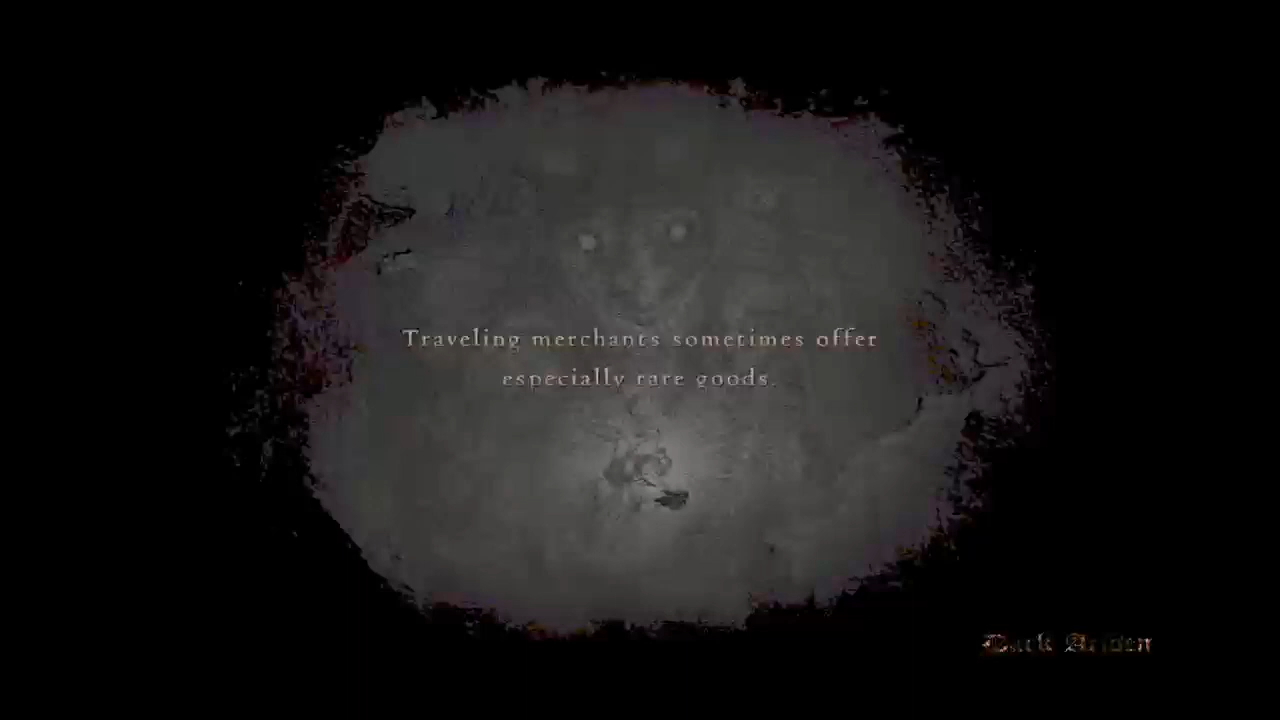 Traveling merchants sometimes offer
especially rare goods.
Dark Arisen